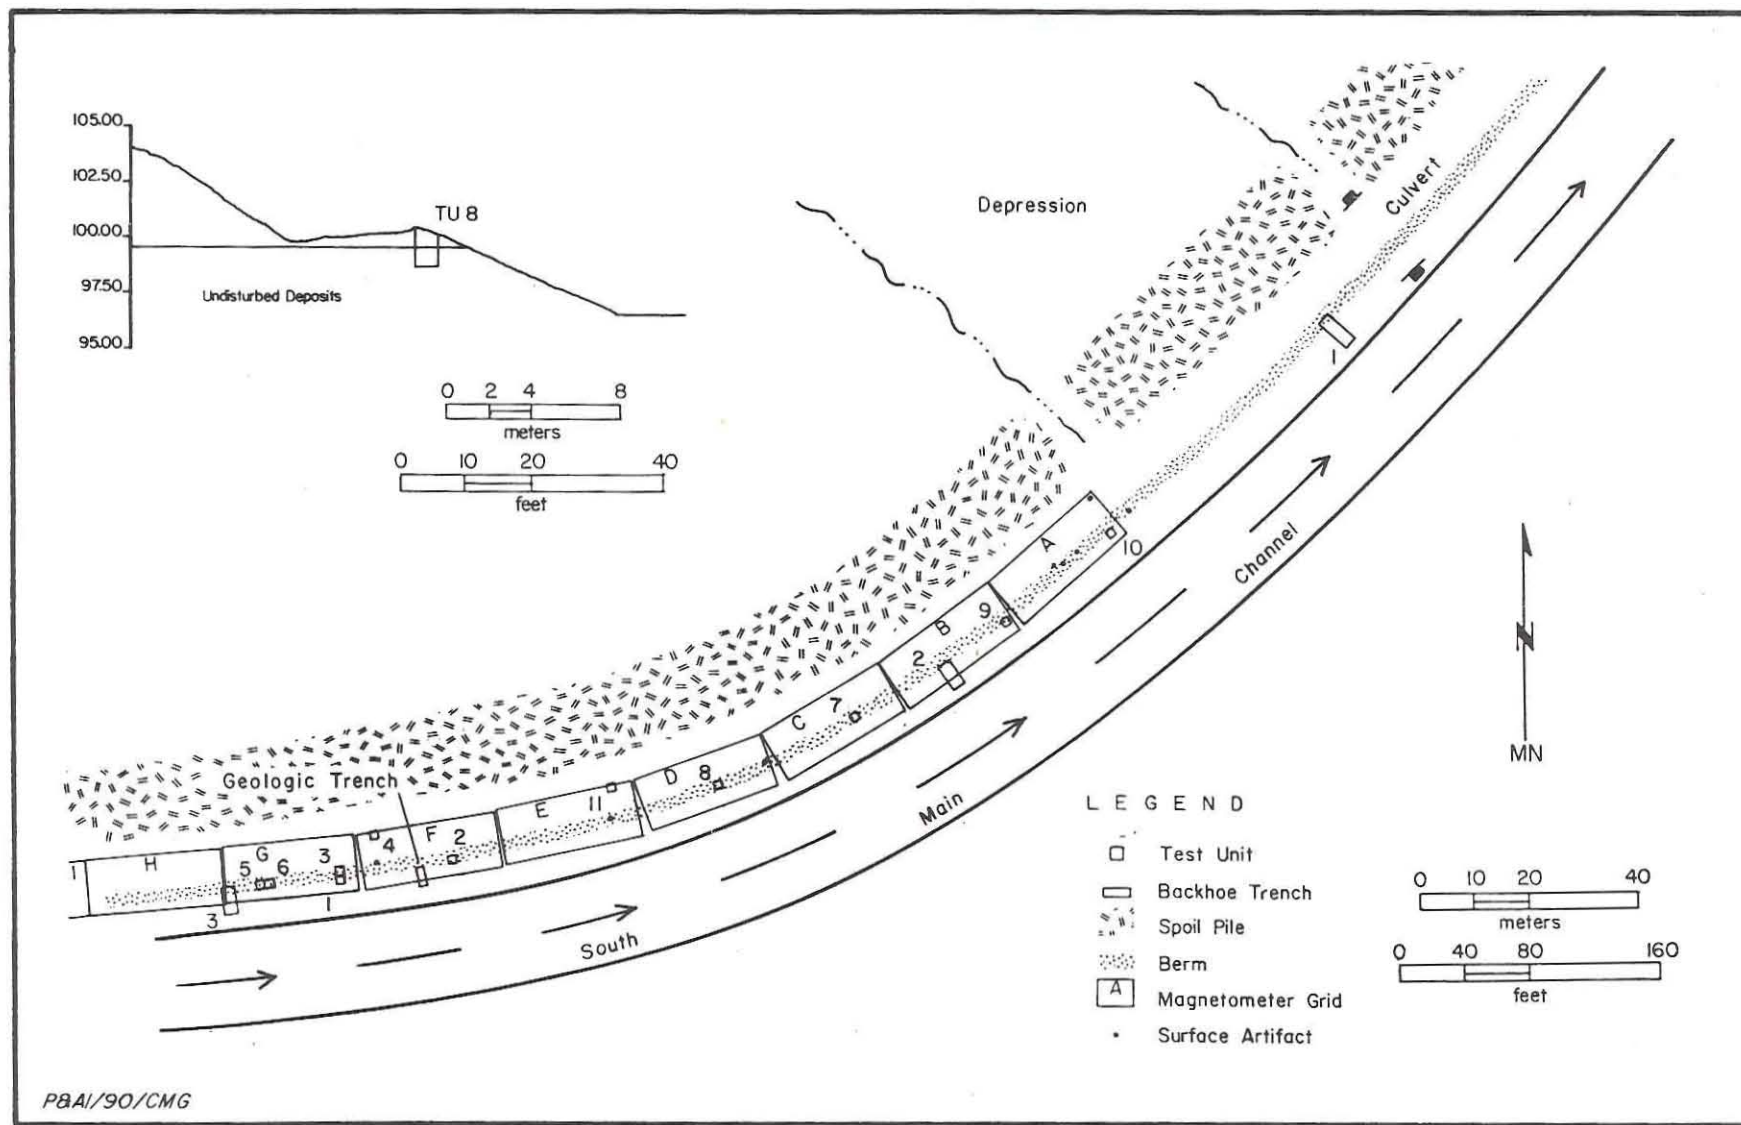 105.00
102.50
100.00
97.50
95.00
TU 8
Undisturbed Deposits
0 2 4 8
meters
0 10 20 40
feet
Depression
Culvert
1
A
10
9
B
2
C
7
D
8
E
11
Geologic Trench
F
2
4
G
3
5 6
H
I
3
1
South
Main
Channel
N
MN
LEGEND
Test Unit
Backhoe Trench
Spoil Pile
Berm
A
Magnetometer Grid
Surface Artifact
0 10 20 40
meters
0 40 80 160
feet
P&AI/90/CMG